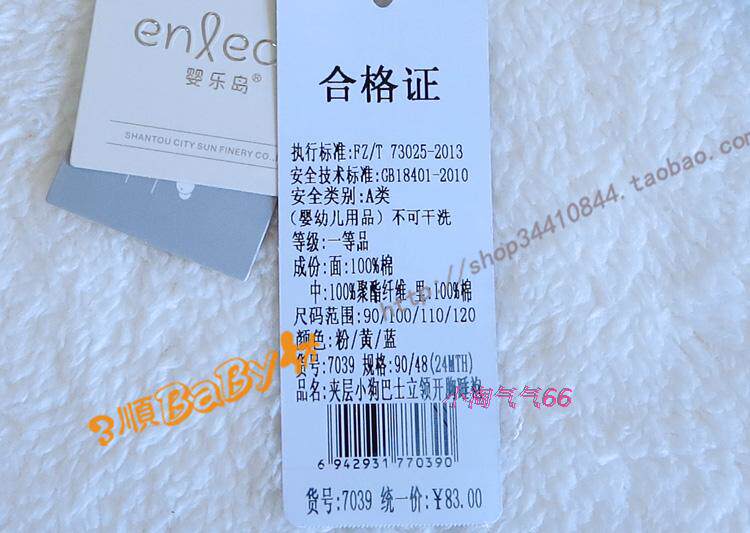 enleo
婴乐岛®
SHANTOU CITY SUN FINERY CO.,
合格证
执行标准:FZ/T 73025-2013
安全技术标准:GB18401-2010
安全类别:A类
(婴幼儿用品)不可干洗
等级:一等品
成份:面:100%棉
中:100%聚酯纤维 里:100%棉
尺码范围:90/100/110/120
颜色:粉/黄/蓝
货号:7039 规格:90/48(24MTH)
品名:夹层小狗巴士立领开胸
6 942931 770390
货号:7039 统一价:¥83.00
http://shop34410844.taobao.com
3順BaBy
小淘气气66